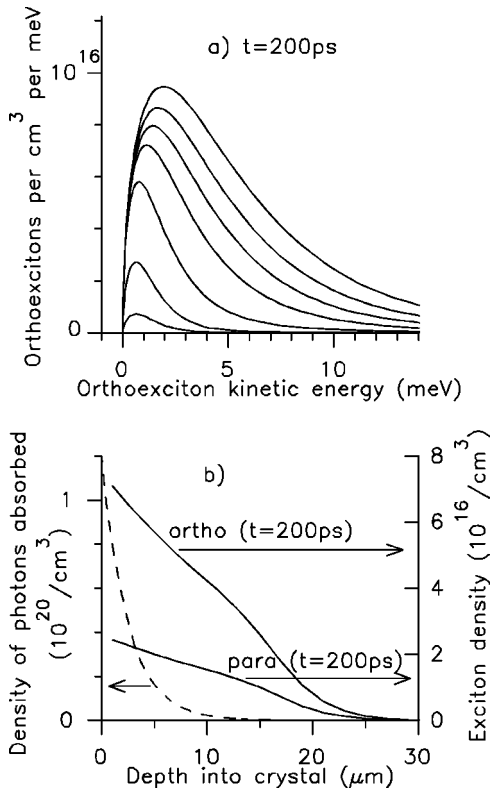 a) t=200ps
10^16
0
Orthoexcitons per cm^3 per meV
0 5 10
Orthoexciton kinetic energy (meV)
b)
1
0
Density of photons absorbed
(10^20/cm^3)
ortho (t=200ps)
para (t=200ps)
8
6
4
2
0
Exciton density (10^16/cm^3)
0 10 20 30
Depth into crystal (μm)